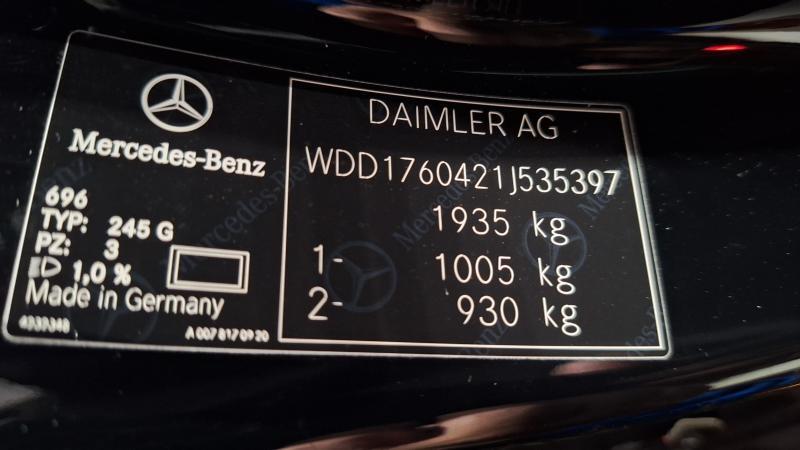 Mercedes-Benz
696
TYP: 245 G
PZ: 3
1,0 %
Made in Germany
A 007 817 09 20
DAIMLER AG
WDD1760421J535397
1935 kg
1- 1005 kg
2- 930 kg